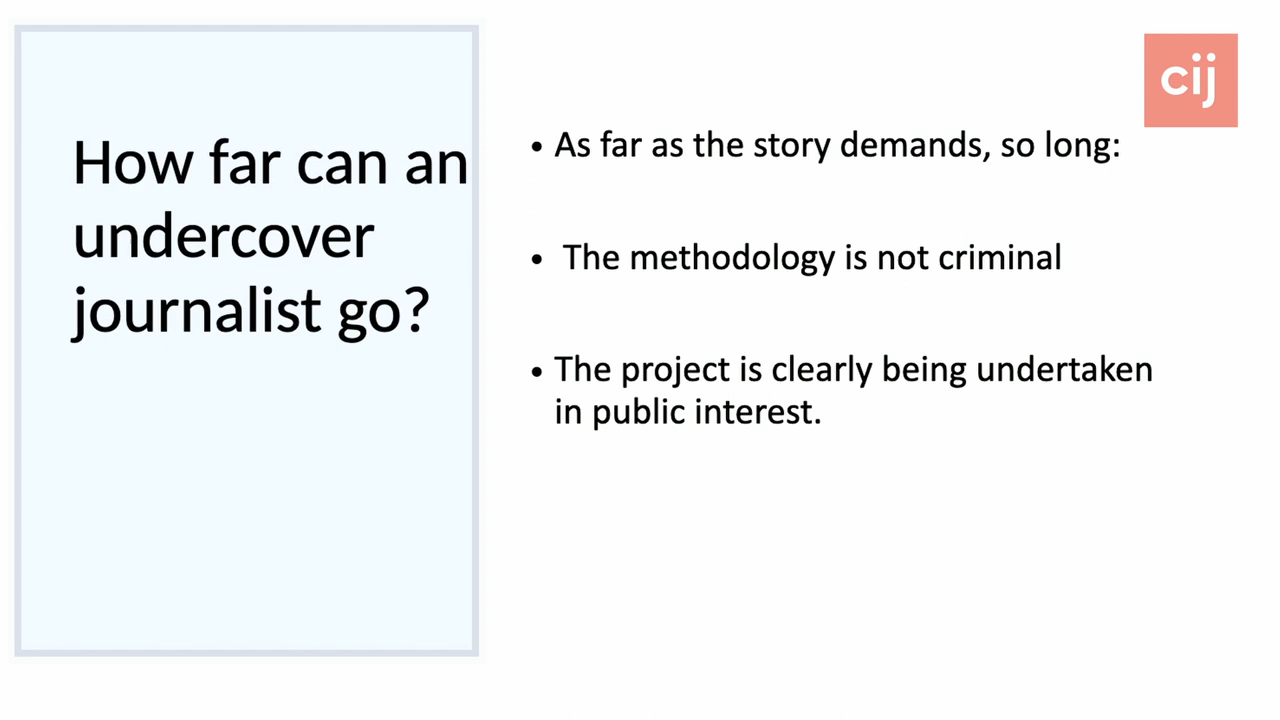 How far can an
undercover
journalist go?
cij
• As far as the story demands, so long:
• The methodology is not criminal
• The project is clearly being undertaken
in public interest.